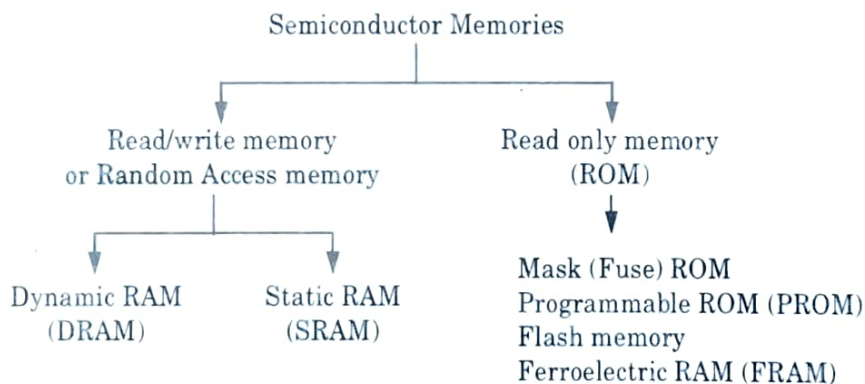 Semiconductor Memories
Read/write memory
or Random Access memory
Read only memory
(ROM)
Dynamic RAM
(DRAM)
Static RAM
(SRAM)
Mask (Fuse) ROM
Programmable ROM (PROM)
Flash memory
Ferroelectric RAM (FRAM)